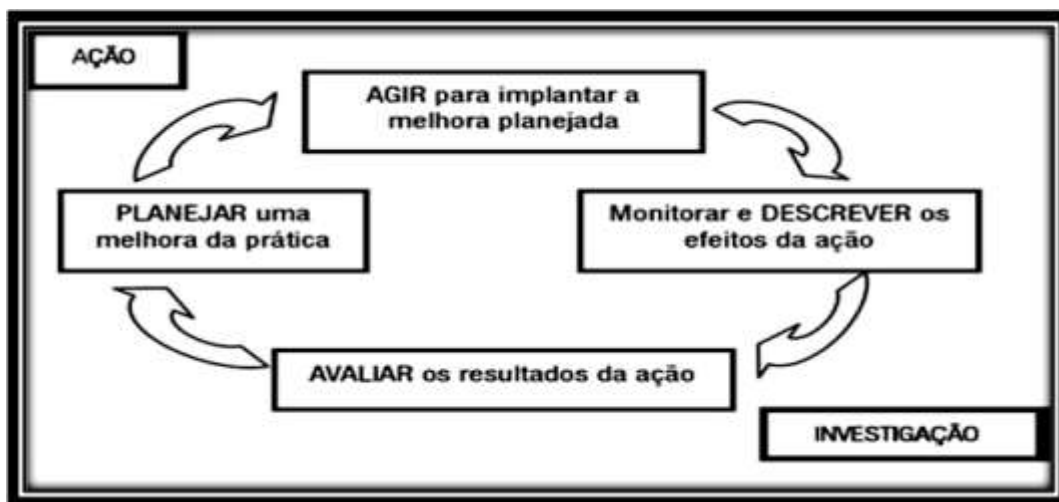 AÇÃO
AGIR para implantar a
melhora planejada
PLANEJAR uma
melhora da prática
Monitorar e DESCREVER os
efeitos da ação
AVALIAR os resultados da ação
INVESTIGAÇÃO